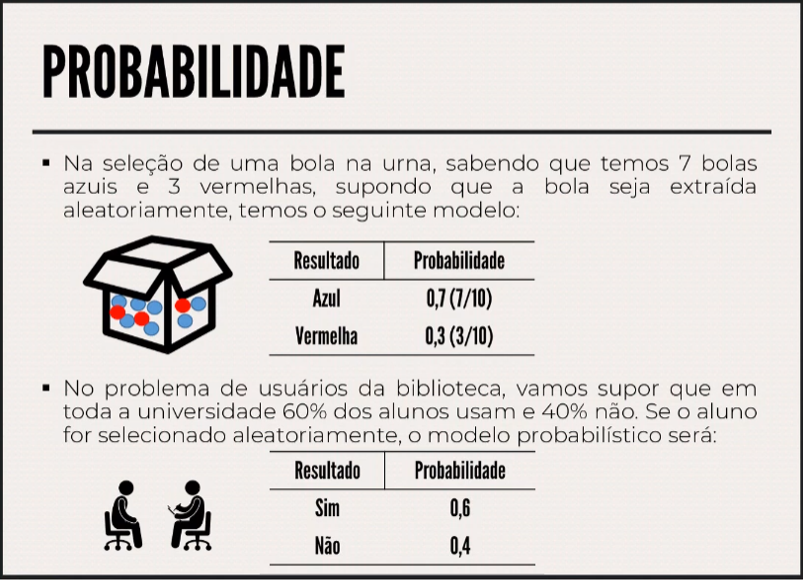 PROBABILIDADE
▪ Na seleção de uma bola na urna, sabendo que temos 7 bolas
azuis e 3 vermelhas, supondo que a bola seja extraída
aleatoriamente, temos o seguinte modelo:
Resultado Probabilidade
Azul 0,7 (7/10)
Vermelha 0,3 (3/10)
▪ No problema de usuários da biblioteca, vamos supor que em
toda a universidade 60% dos alunos usam e 40% não. Se o aluno
for selecionado aleatoriamente, o modelo probabilístico será:
Resultado Probabilidade
Sim 0,6
Não 0,4